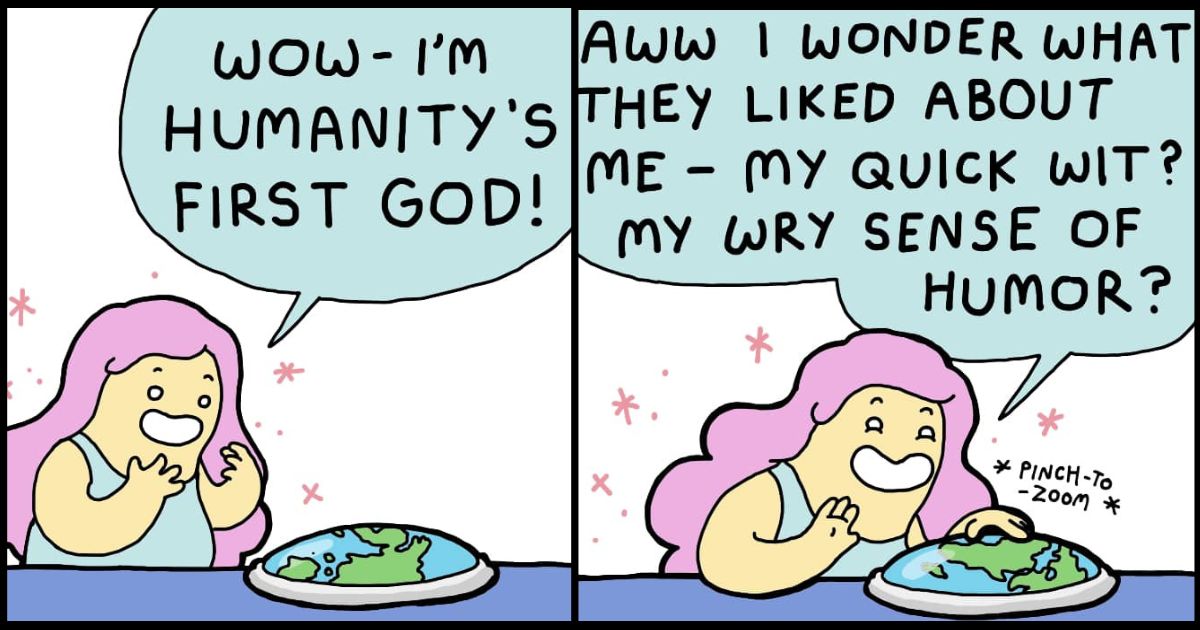 WOW - I'M
HUMANITY'S
FIRST GOD!
AWW I WONDER WHAT
THEY LIKED ABOUT
ME - MY QUICK WIT?
MY WRY SENSE OF
HUMOR?
* PINCH-TO
-ZOOM *